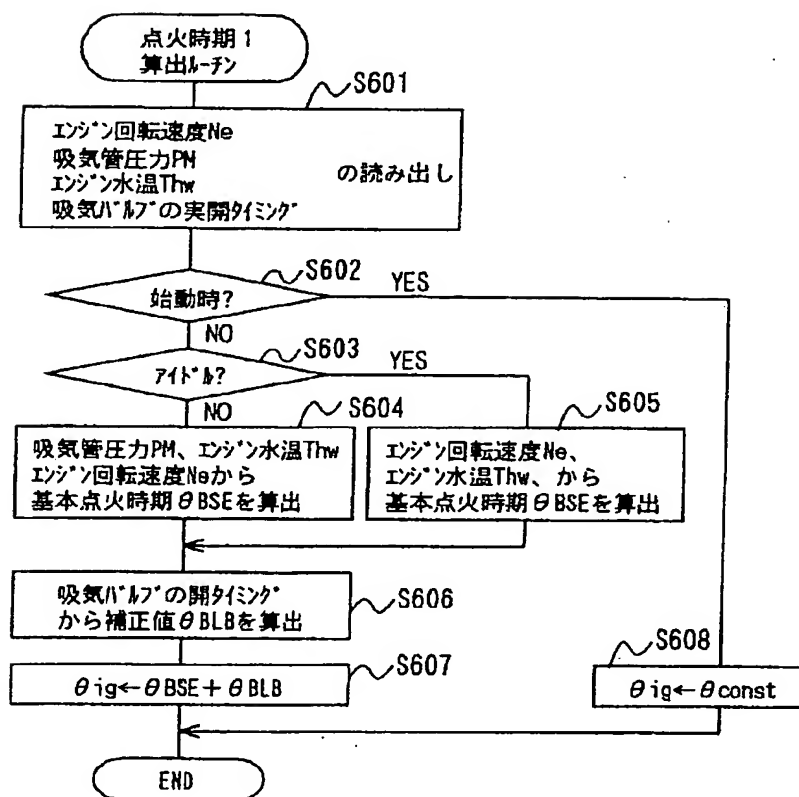 点火時期1
算出ﾙｰﾁﾝ
S601
ｴﾝｼﾞﾝ回転速度Ne
吸気管圧力PM
ｴﾝｼﾞﾝ水温Thw
吸気ﾊﾞﾙﾌﾞの実開ﾀｲﾐﾝｸﾞ
の読み出し
S602
始動時?
YES
NO
S603
ｱｲﾄﾞﾙ?
YES
NO
S604
吸気管圧力PM、ｴﾝｼﾞﾝ水温Thw
ｴﾝｼﾞﾝ回転速度Neから
基本点火時期θBSEを算出
S605
ｴﾝｼﾞﾝ回転速度Ne、
ｴﾝｼﾞﾝ水温Thw、から
基本点火時期θBSEを算出
吸気ﾊﾞﾙﾌﾞの開ﾀｲﾐﾝｸﾞ
から補正値θBLBを算出
S606
S607
θig←θBSE+θBLB
S608
θig←θconst
END